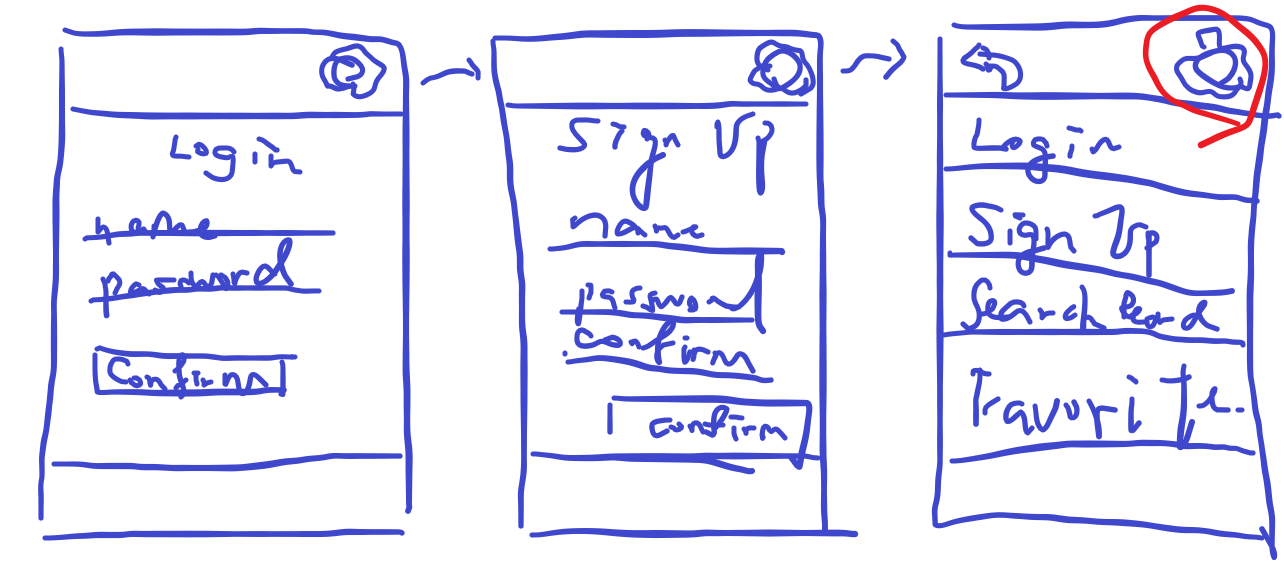 Login
name
password
Confirm
Sign Up
name
password
Confirm
confirm
Login
Sign Up
Search